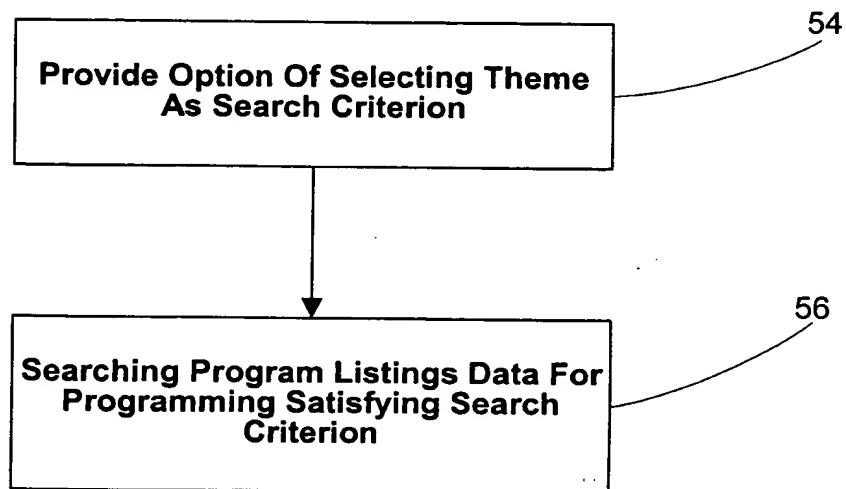 54
Provide Option Of Selecting Theme
As Search Criterion
56
Searching Program Listings Data For
Programming Satisfying Search
Criterion